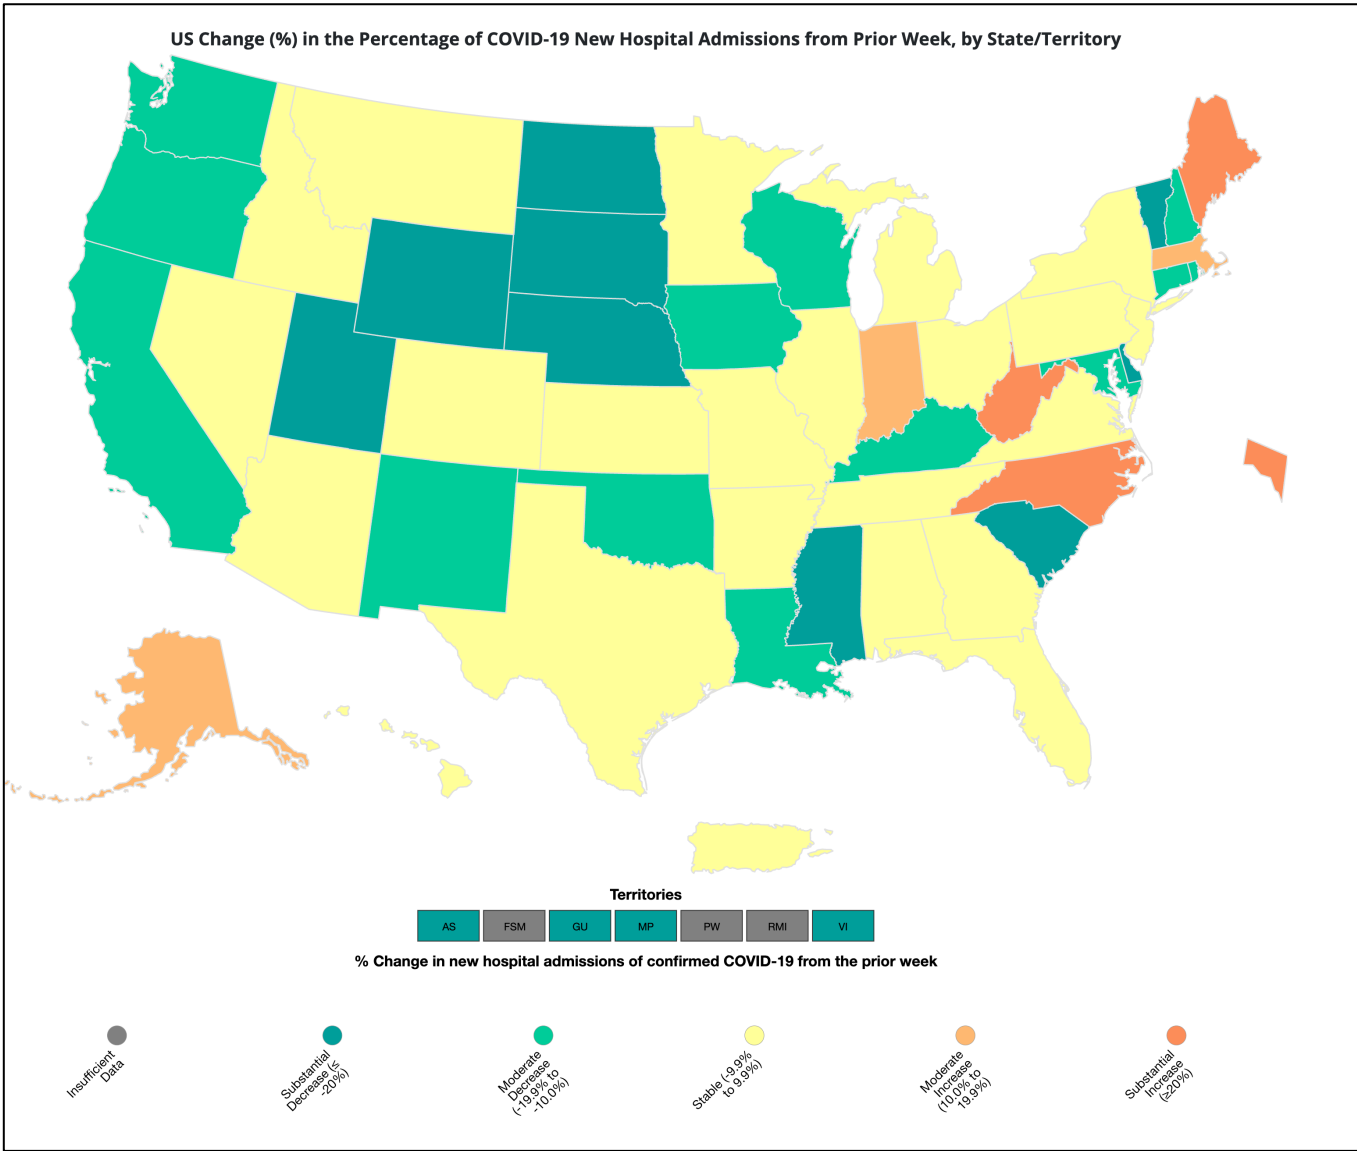 US Change (%) in the Percentage of COVID-19 New Hospital Admissions from Prior Week, by State/Territory
Territories
AS FSM GU MP PW RMI VI
% Change in new hospital admissions of confirmed COVID-19 from the prior week
Insufficient
Data
Substantial
Decrease (≤
-20%)
Moderate
Decrease
(-19.9% to
-10.0%)
Stable (-9.9%
to 9.9%)
Moderate
Increase
(10.0% to
19.9%)
Substantial
Increase
(≥20%)